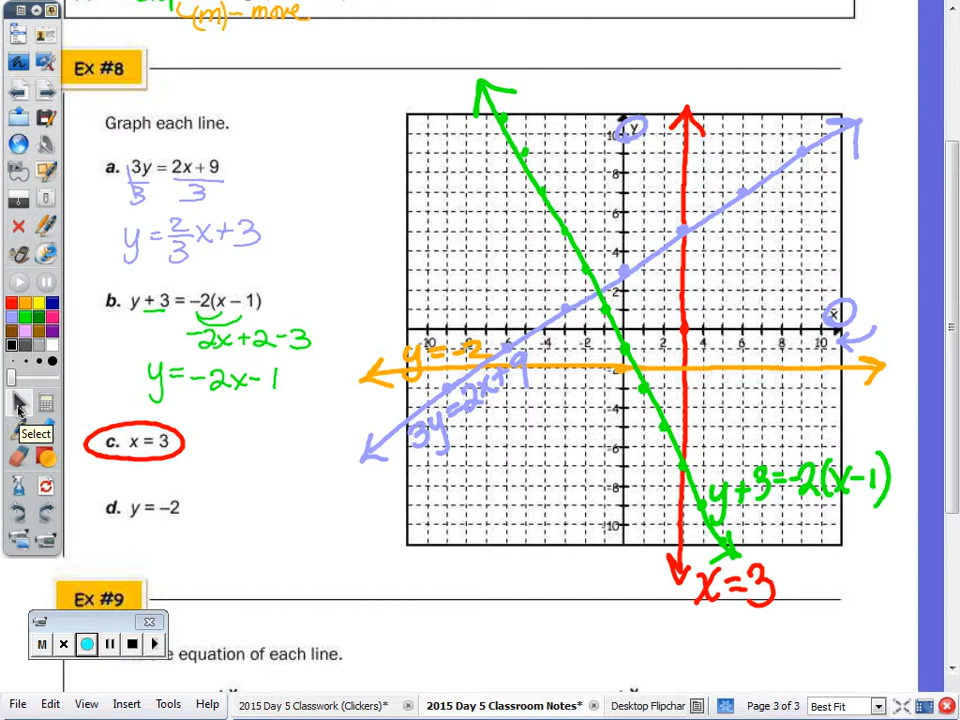 (m) - move
Ex #8
Graph each line.
a. 3y = 2x + 9
3 3
y = 2/3 x + 3
b. y + 3 = –2(x – 1)
-2x + 2 - 3
y = -2x - 1
Select
c. x = 3
d. y = –2
y
10
8
6
4
2
x
10 8 6 4 2 2 4 6 8 10
-2
-4
-6
-8
-10
y = -2
3y = 2x + 9
y + 3 = -2(x - 1)
x = 3
Ex #9
M
the equation of each line.
File Edit View Insert Tools Help
2015 Day 5 Classwork (Clickers)*
2015 Day 5 Classroom Notes*
Desktop Flipchar
Page 3 of 3
Best Fit